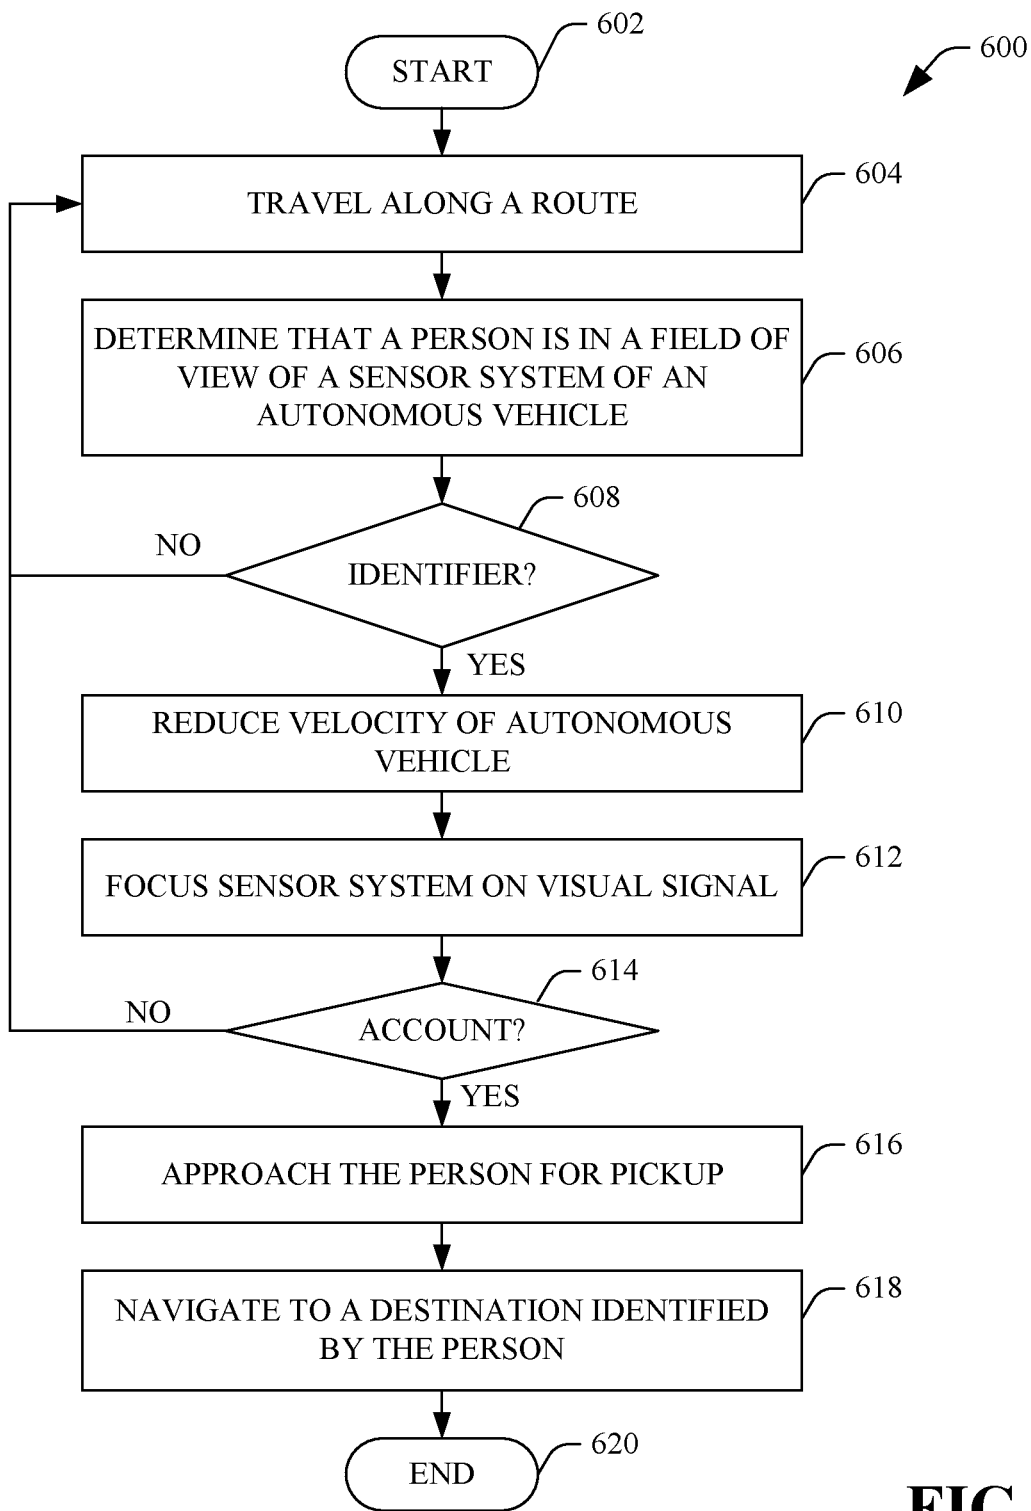 602
600
START
604
TRAVEL ALONG A ROUTE
606
DETERMINE THAT A PERSON IS IN A FIELD OF
VIEW OF A SENSOR SYSTEM OF AN
AUTONOMOUS VEHICLE
608
NO
IDENTIFIER?
YES
610
REDUCE VELOCITY OF AUTONOMOUS
VEHICLE
612
FOCUS SENSOR SYSTEM ON VISUAL SIGNAL
614
NO
ACCOUNT?
YES
616
APPROACH THE PERSON FOR PICKUP
618
NAVIGATE TO A DESTINATION IDENTIFIED
BY THE PERSON
620
END